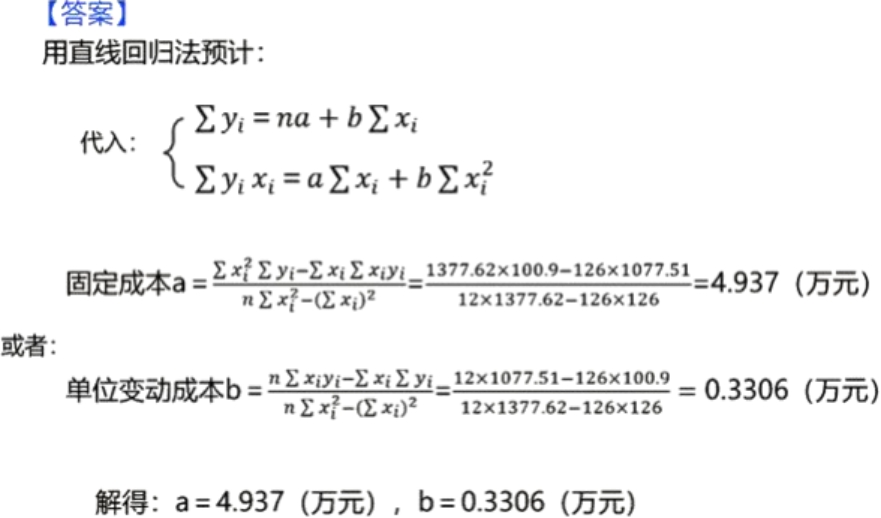 【答案】
用直线回归法预计：
代入： { ∑ yᵢ = na + b ∑ xᵢ
∑ yᵢ xᵢ = a ∑ xᵢ + b ∑ xᵢ²
固定成本a = (∑ xᵢ² ∑ yᵢ − ∑ xᵢ ∑ xᵢyᵢ) / (n ∑ xᵢ² − (∑ xᵢ)²) = (1377.62×100.9−126×1077.51) / (12×1377.62−126×126) =4.937（万元）
或者：
单位变动成本b = (n ∑ xᵢyᵢ − ∑ xᵢ ∑ yᵢ) / (n ∑ xᵢ² − (∑ xᵢ)²) = (12×1077.51−126×100.9) / (12×1377.62−126×126) = 0.3306（万元）
解得：a = 4.937（万元），b = 0.3306（万元）